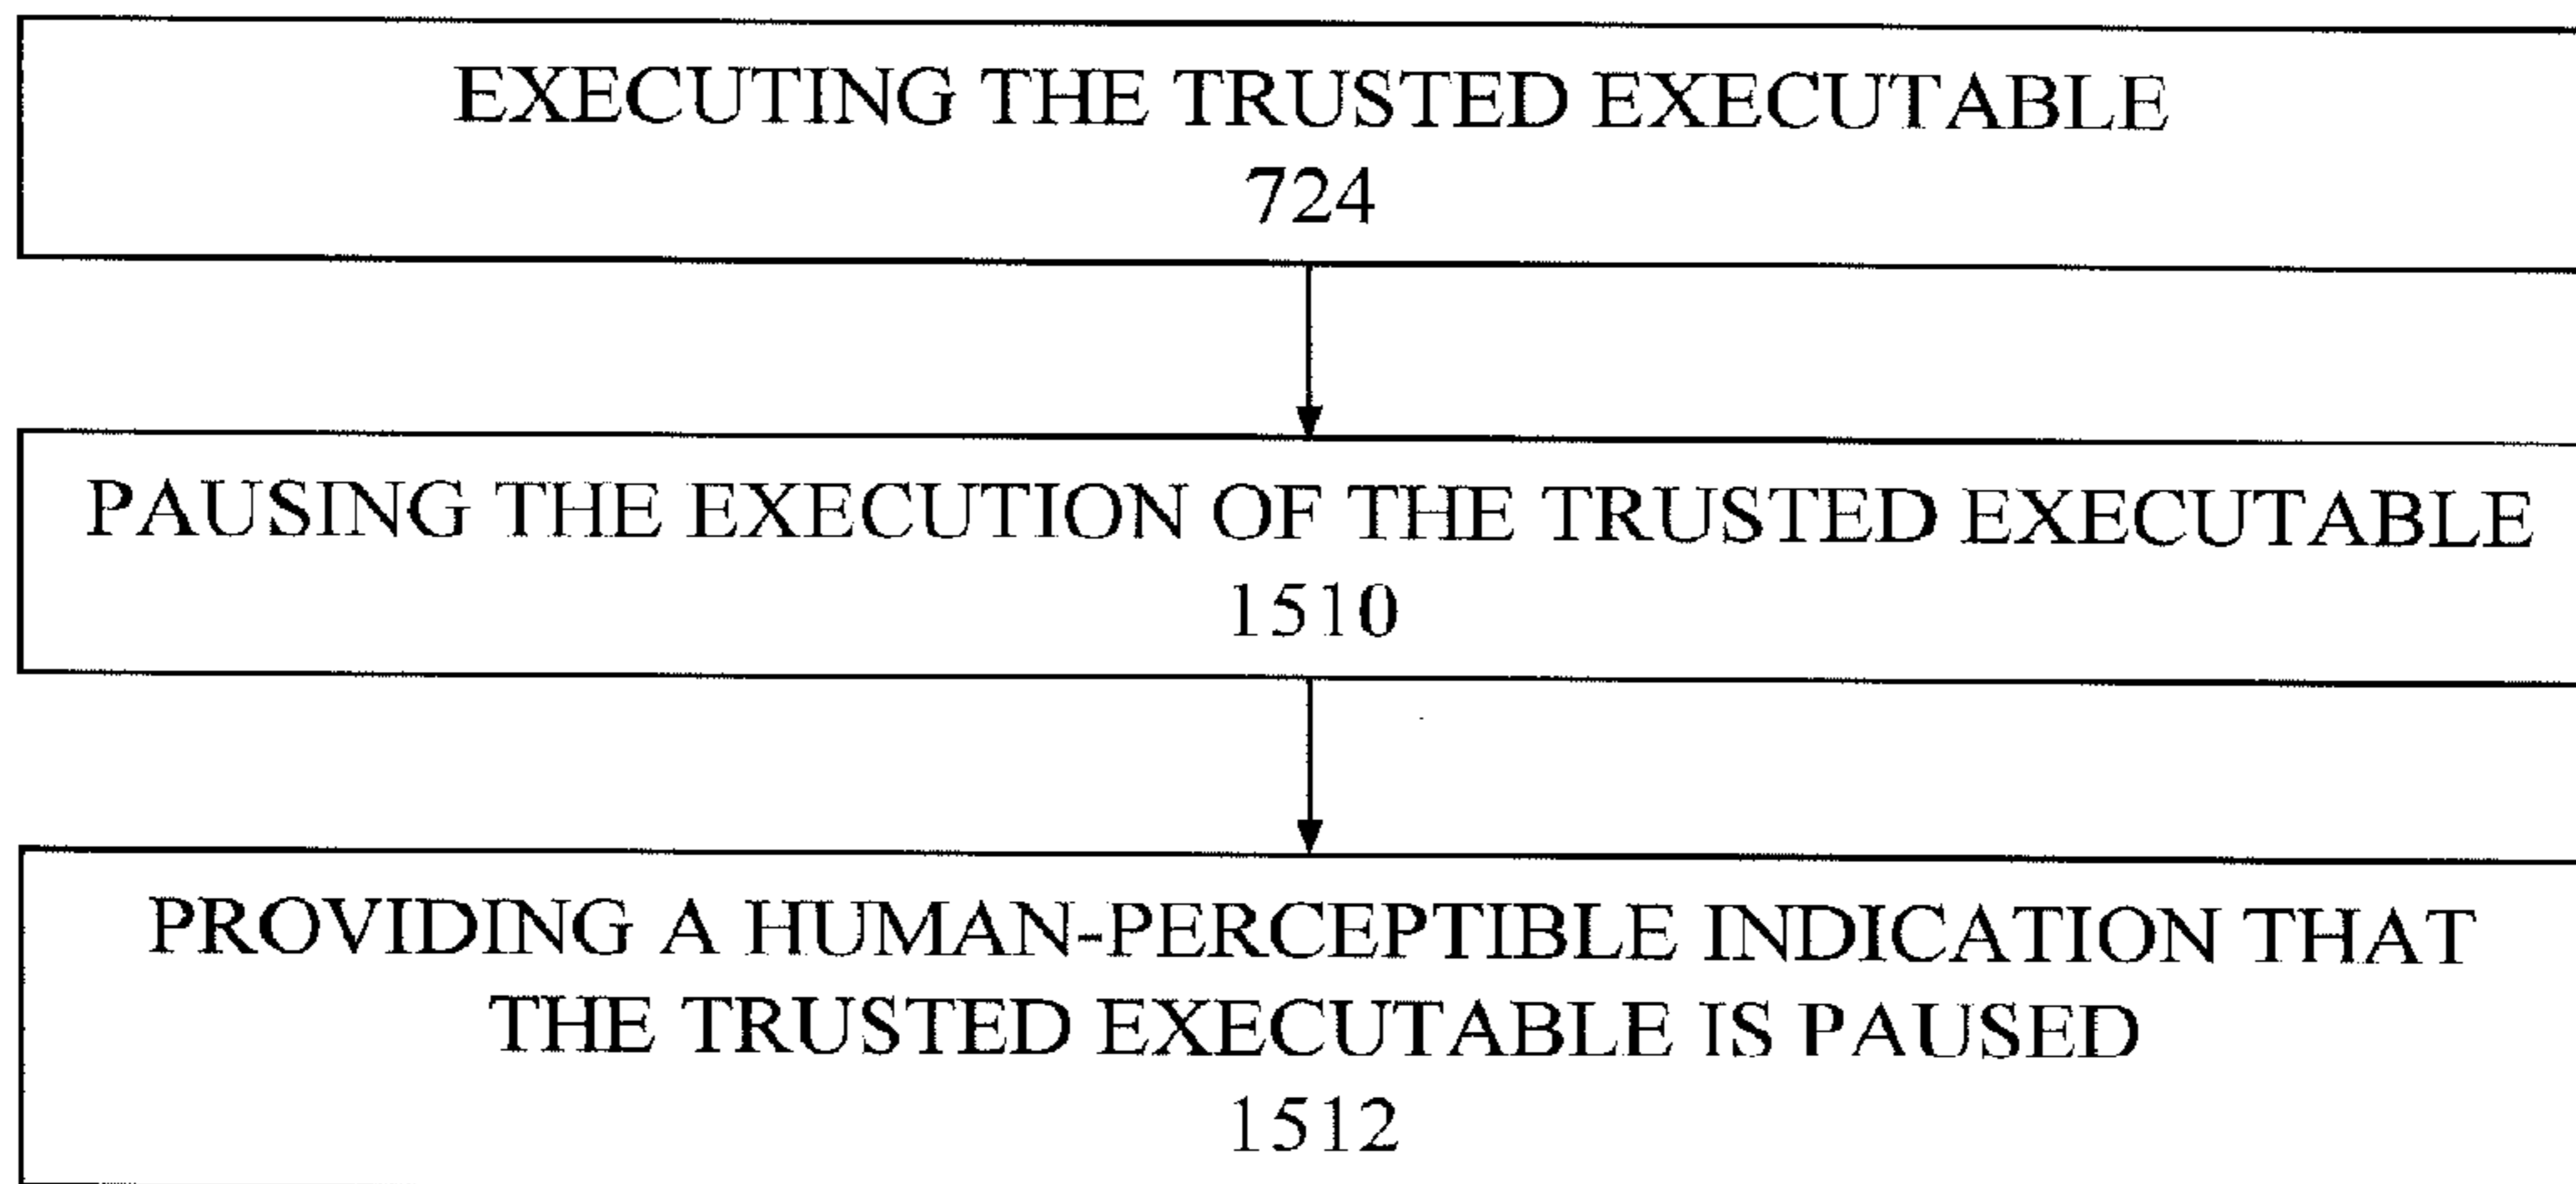 EXECUTING THE TRUSTED EXECUTABLE
724
PAUSING THE EXECUTION OF THE TRUSTED EXECUTABLE
1510
PROVIDING A HUMAN-PERCEPTIBLE INDICATION THAT
THE TRUSTED EXECUTABLE IS PAUSED
1512